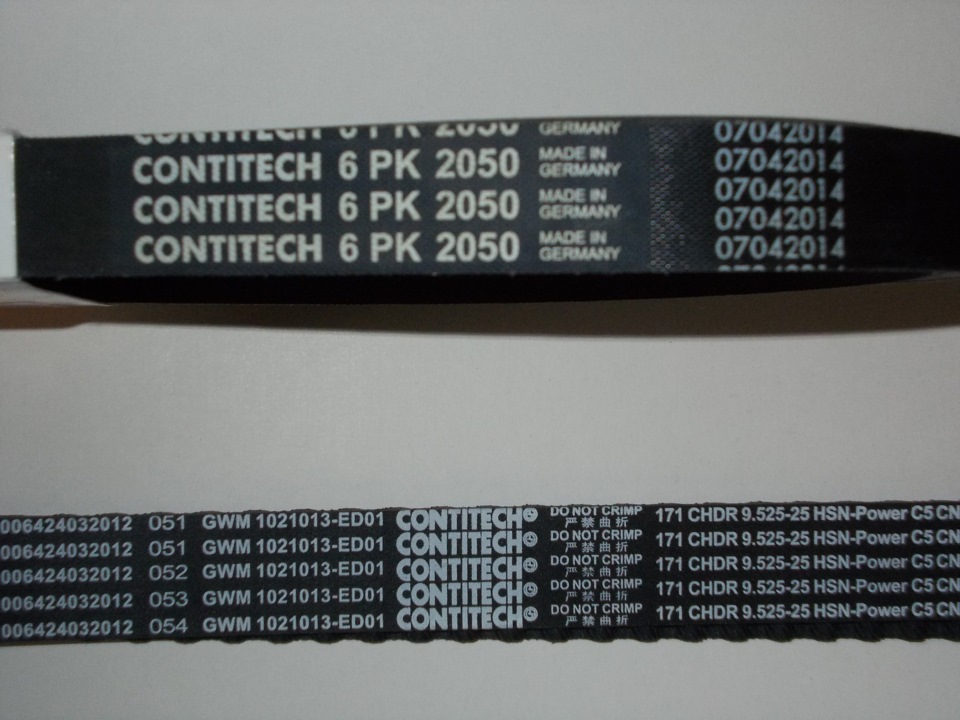 CONTITECH 6 PK 2050 MADE IN GERMANY 07042014
CONTITECH 6 PK 2050 MADE IN GERMANY 07042014
CONTITECH 6 PK 2050 MADE IN GERMANY 07042014
CONTITECH 6 PK 2050 MADE IN GERMANY 07042014
07042014
006424032012 051 GWM 1021013-ED01 CONTITECH DO NOT CRIMP 严禁曲折 171 CHDR 9.525-25 HSN-Power C5 CN
006424032012 051 GWM 1021013-ED01 CONTITECH DO NOT CRIMP 严禁曲折 171 CHDR 9.525-25 HSN-Power C5 CN
006424032012 052 GWM 1021013-ED01 CONTITECH DO NOT CRIMP 严禁曲折 171 CHDR 9.525-25 HSN-Power C5 CN
006424032012 053 GWM 1021013-ED01 CONTITECH DO NOT CRIMP 严禁曲折 171 CHDR 9.525-25 HSN-Power C5 CN
006424032012 054 GWM 1021013-ED01 CONTITECH DO NOT CRIMP 严禁曲折 171 CHDR 9.525-25 HSN-Power C5 CN